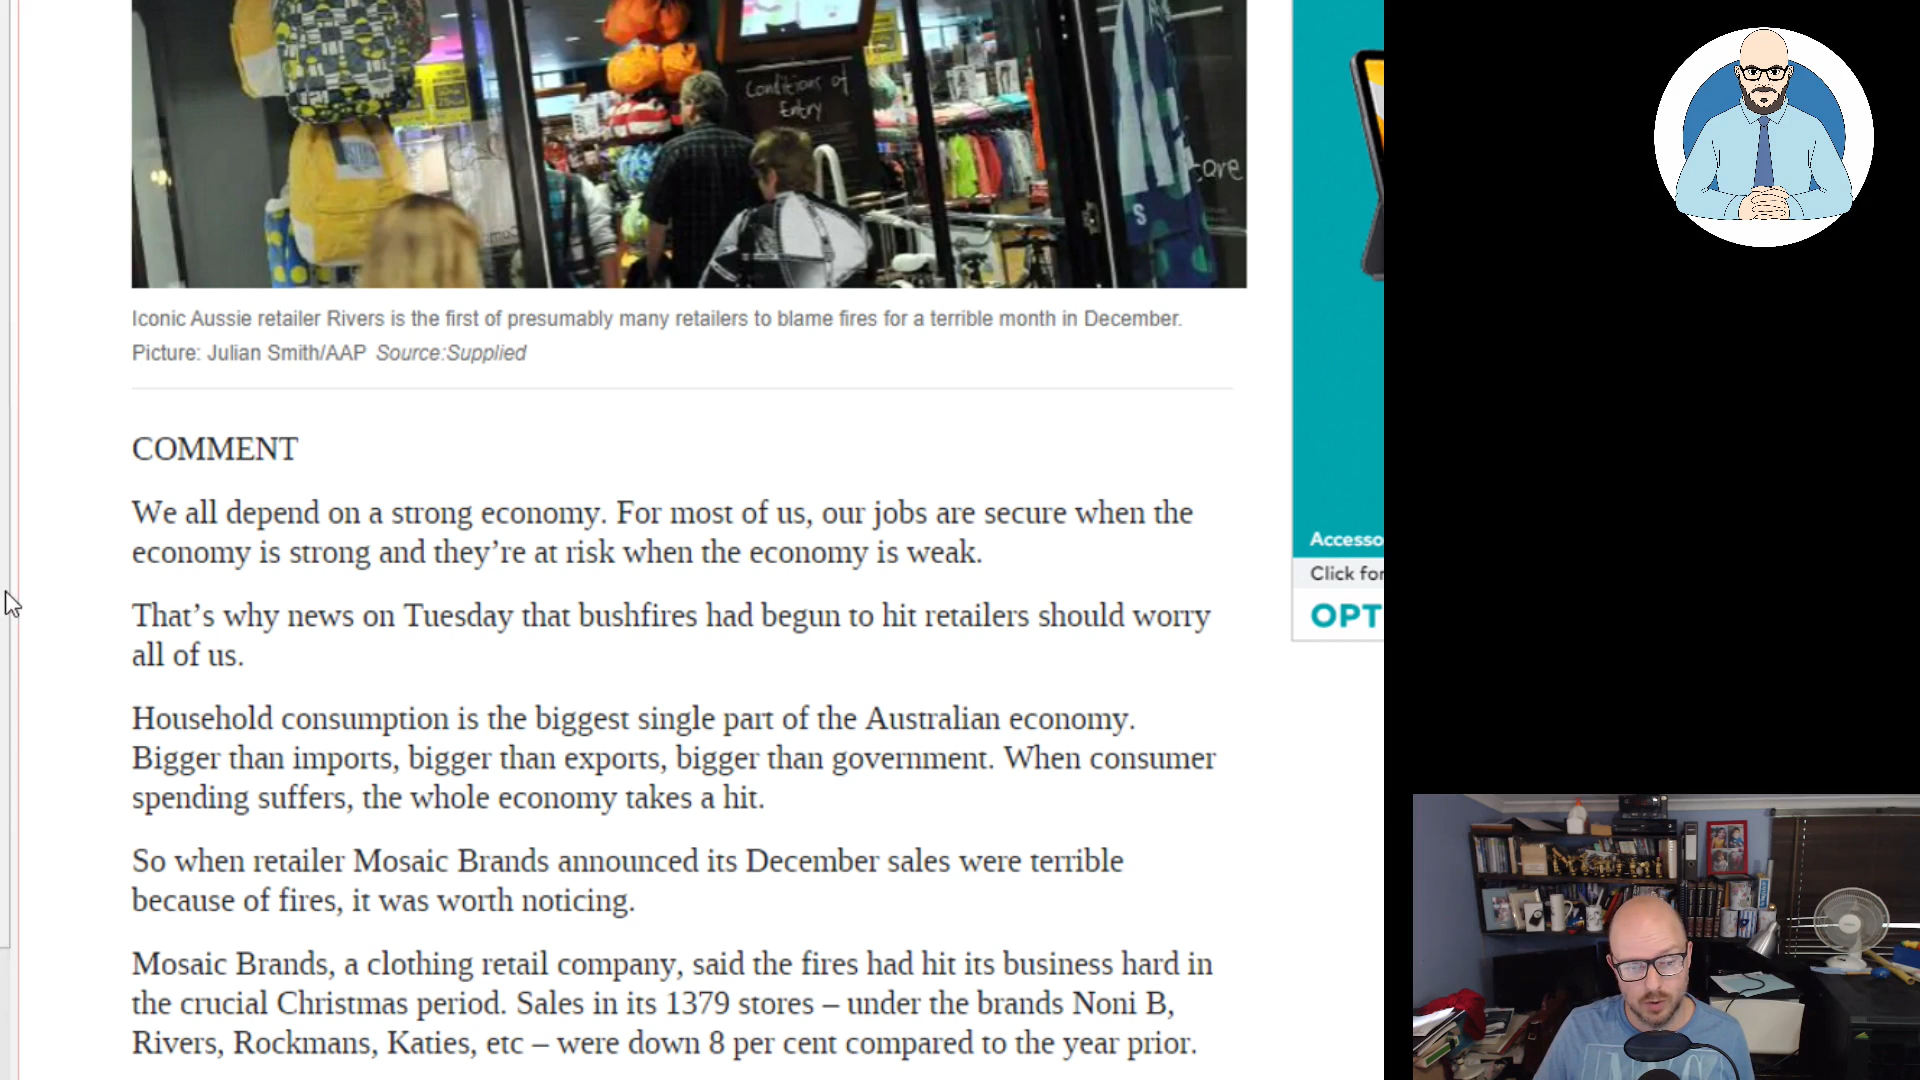 Conditions of
Entry
core
S
Iconic Aussie retailer Rivers is the first of presumably many retailers to blame fires for a terrible month in December.
Picture: Julian Smith/AAP Source:Supplied
COMMENT
We all depend on a strong economy. For most of us, our jobs are secure when the
economy is strong and they’re at risk when the economy is weak.
That’s why news on Tuesday that bushfires had begun to hit retailers should worry
all of us.
Household consumption is the biggest single part of the Australian economy.
Bigger than imports, bigger than exports, bigger than government. When consumer
spending suffers, the whole economy takes a hit.
So when retailer Mosaic Brands announced its December sales were terrible
because of fires, it was worth noticing.
Mosaic Brands, a clothing retail company, said the fires had hit its business hard in
the crucial Christmas period. Sales in its 1379 stores – under the brands Noni B,
Rivers, Rockmans, Katies, etc – were down 8 per cent compared to the year prior.
Accesso
Click for
OPT